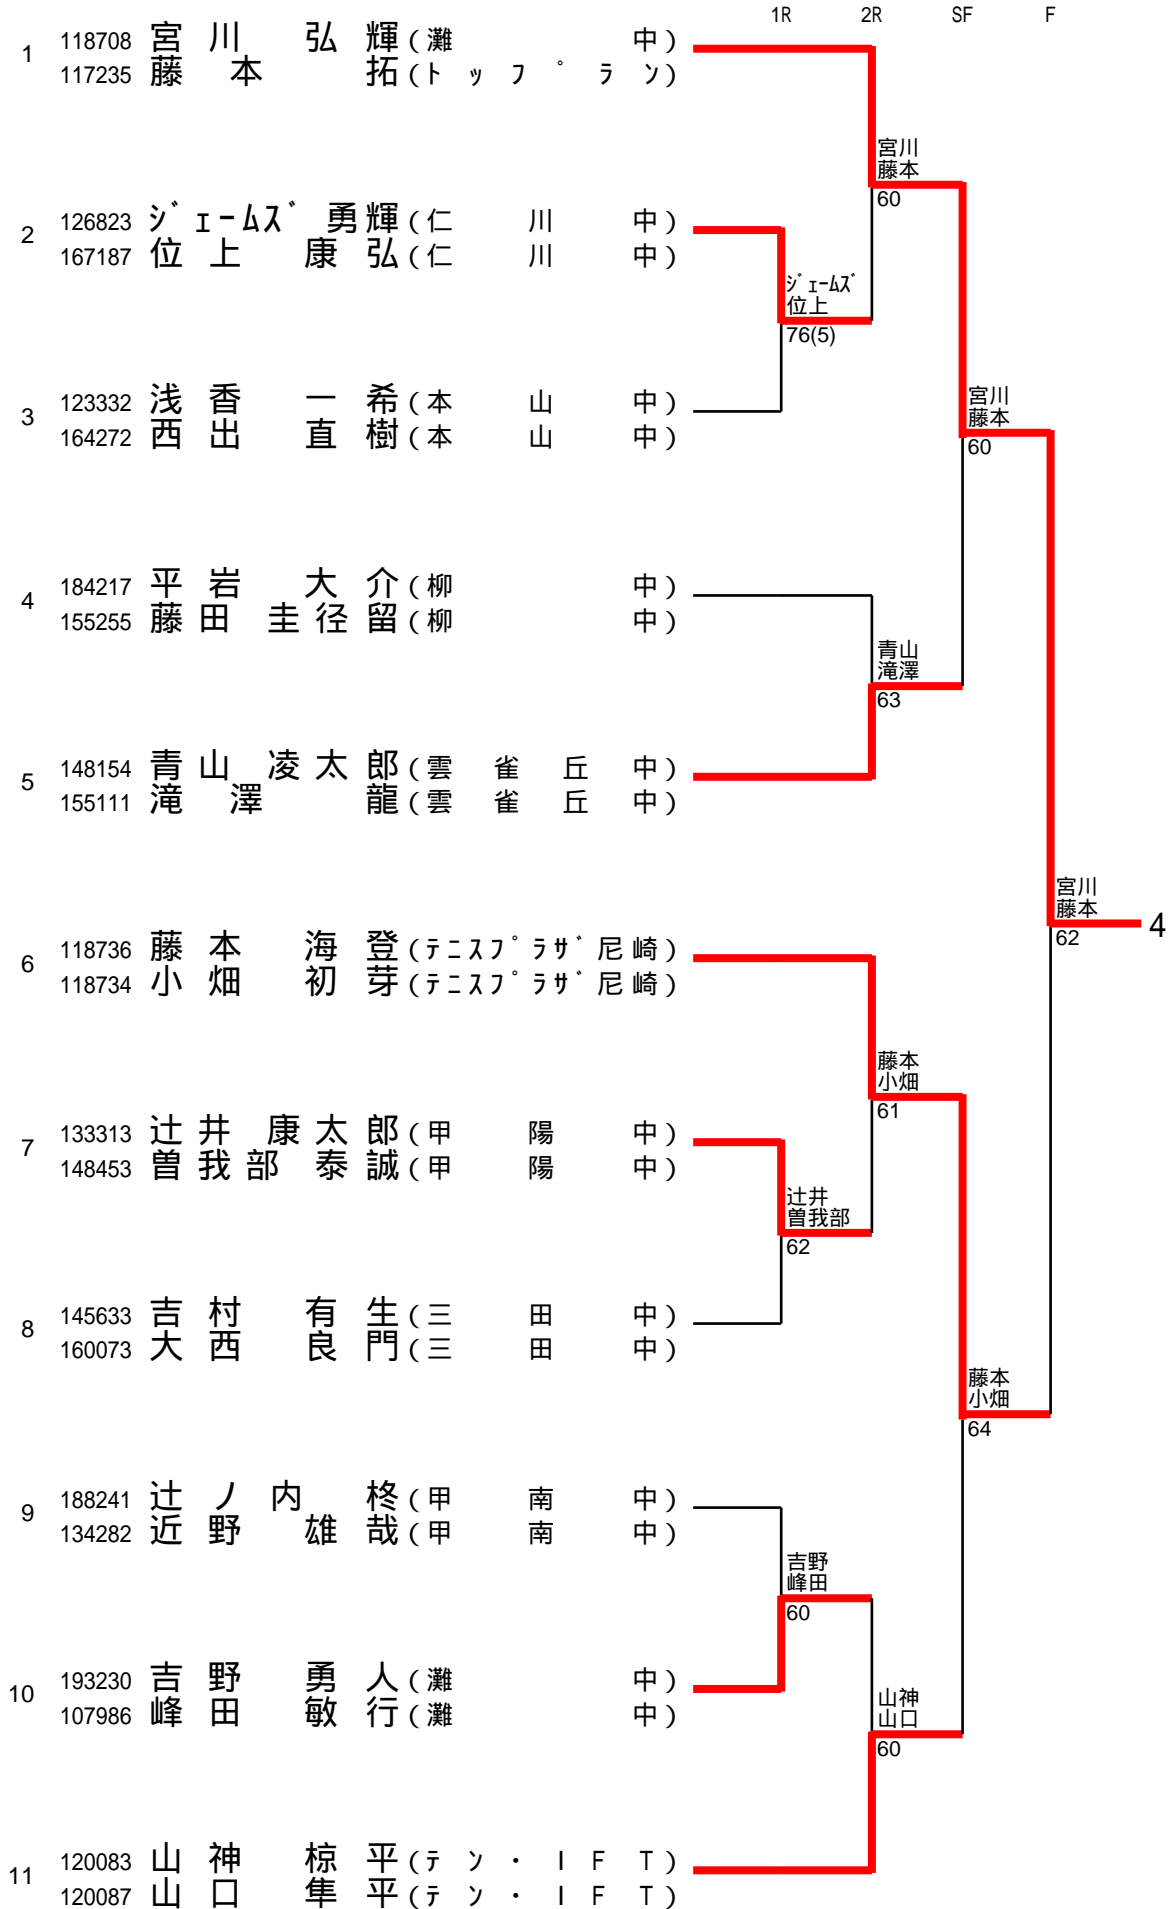 1R 2R SF F
1 118708 宮川 弘輝(灘 中)
117235 藤本 拓(トップラン)
宮川
藤本
60
2 126823 ジェームズ 勇輝(仁川中)
167187 位上 康弘(仁川中)
ジェームズ
位上
76(5)
3 123332 浅香 一希(本山中)
164272 西出 直樹(本山中)
宮川
藤本
60
4 184217 平岩 大介(柳 中)
155255 藤田 圭径留(柳 中)
青山
滝澤
63
5 148154 青山 凌太郎(雲雀丘中)
155111 滝澤 龍(雲雀丘中)
宮川
藤本
62
4
6 118736 藤本 海登(テニスプラザ尼崎)
118734 小畑 初芽(テニスプラザ尼崎)
藤本
小畑
61
7 133313 辻井 康太郎(甲陽中)
148453 曽我部 泰誠(甲陽中)
辻井
曽我部
62
8 145633 吉村 有生(三田中)
160073 大西 良門(三田中)
藤本
小畑
64
9 188241 辻ノ内 柊(甲南中)
134282 近野 雄哉(甲南中)
吉野
峰田
60
10 193230 吉野 勇人(灘 中)
107986 峰田 敏行(灘 中)
山神
山口
60
11 120083 山神 椋平(テン・IFT)
120087 山口 隼平(テン・IFT)